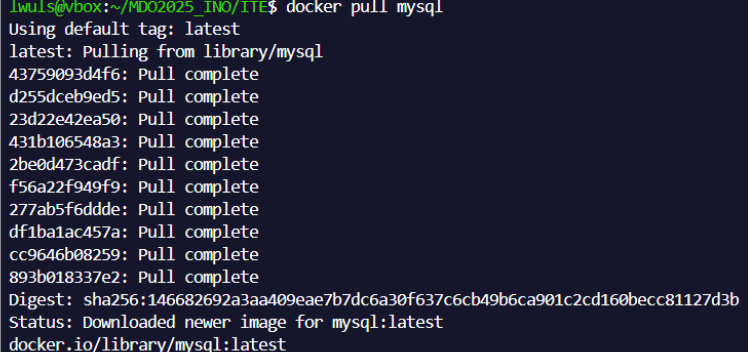 lwuls@vbox:~/MDO2025_INO/ITE$ docker pull mysql
Using default tag: latest
latest: Pulling from library/mysql
43759093d4f6: Pull complete
d255dceb9ed5: Pull complete
23d22e42ea50: Pull complete
431b106548a3: Pull complete
2be0d473cadf: Pull complete
f56a22f949f9: Pull complete
277ab5f6ddde: Pull complete
df1ba1ac457a: Pull complete
cc9646b08259: Pull complete
893b018337e2: Pull complete
Digest: sha256:146682692a3aa409eae7b7dc6a30f637c6cb49b6ca901c2cd160becc81127d3b
Status: Downloaded newer image for mysql:latest
docker.io/library/mysql:latest